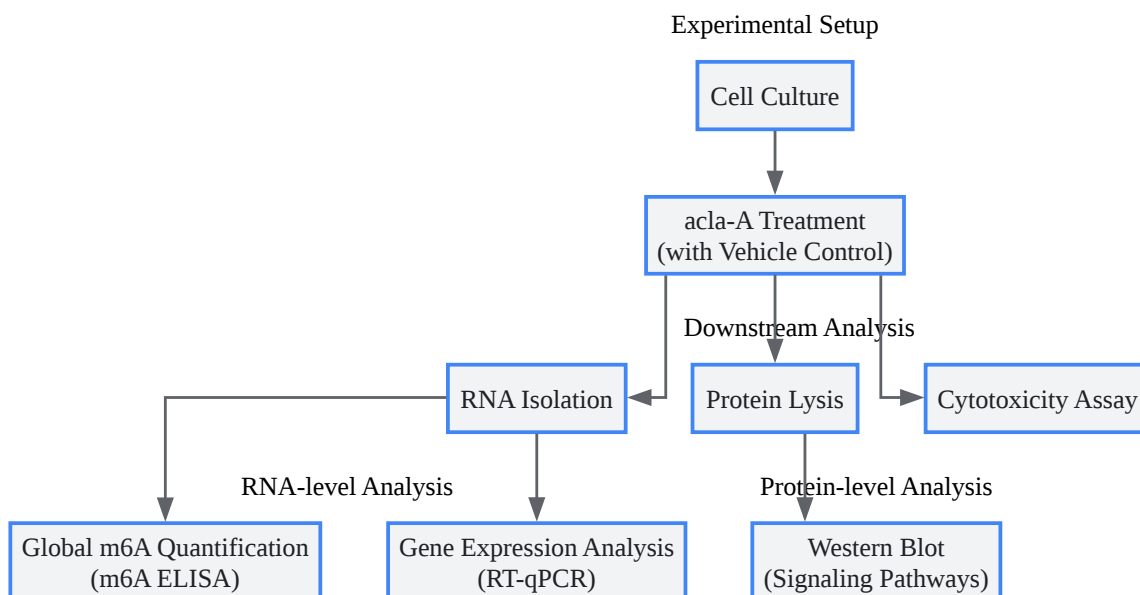 Experimental Setup
Cell Culture
acla-A Treatment
(with Vehicle Control)
Downstream Analysis
RNA Isolation
Protein Lysis
Cytotoxicity Assay
RNA-level Analysis
Protein-level Analysis
Global m6A Quantification
(m6A ELISA)
Gene Expression Analysis
(RT-qPCR)
Western Blot
(Signaling Pathways)